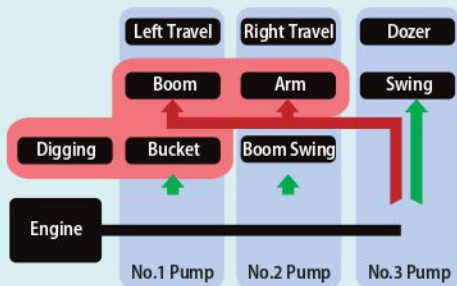 Left Travel Right Travel Dozer
Boom Arm Swing
Digging Bucket Boom Swing
Engine
No.1 Pump No.2 Pump No.3 Pump